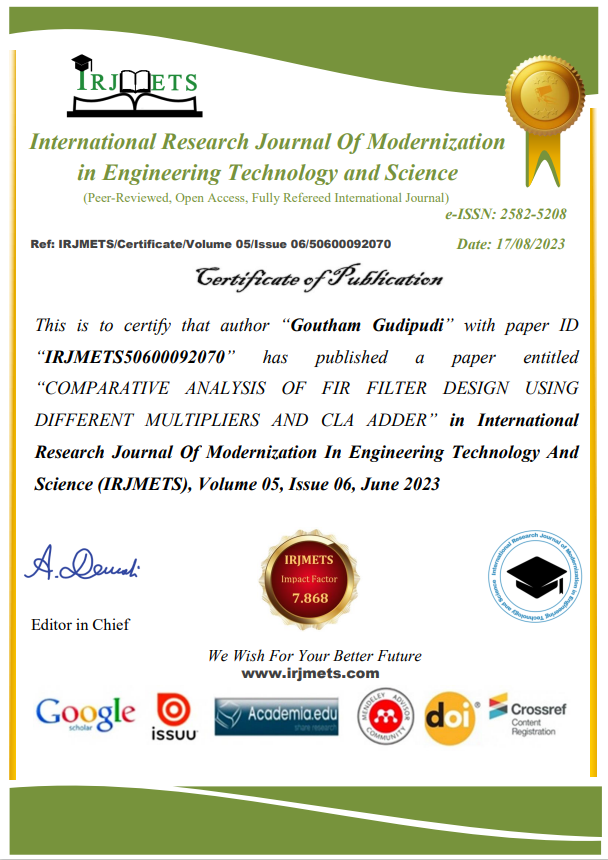 IRJMETS
International Research Journal Of Modernization
in Engineering Technology and Science
(Peer-Reviewed, Open Access, Fully Refereed International Journal)
e-ISSN: 2582-5208
Ref: IRJMETS/Certificate/Volume 05/Issue 06/50600092070
Date: 17/08/2023
Certificate of Publication
This is to certify that author “Goutham Gudipudi” with paper ID
“IRJMETS50600092070” has published a paper entitled
“COMPARATIVE ANALYSIS OF FIR FILTER DESIGN USING
DIFFERENT MULTIPLIERS AND CLA ADDER” in International
Research Journal Of Modernization In Engineering Technology And
Science (IRJMETS), Volume 05, Issue 06, June 2023
IRJMETS
Impact Factor
7.868
International Research Journal of Modernization in Engineering Technology and Science
Editor in Chief
We Wish For Your Better Future
www.irjmets.com
Google
scholar
issuu
Academia.edu
share research
MENDELEY ADVISOR
COMMUNITY
doi®
Crossref
Content
Registration